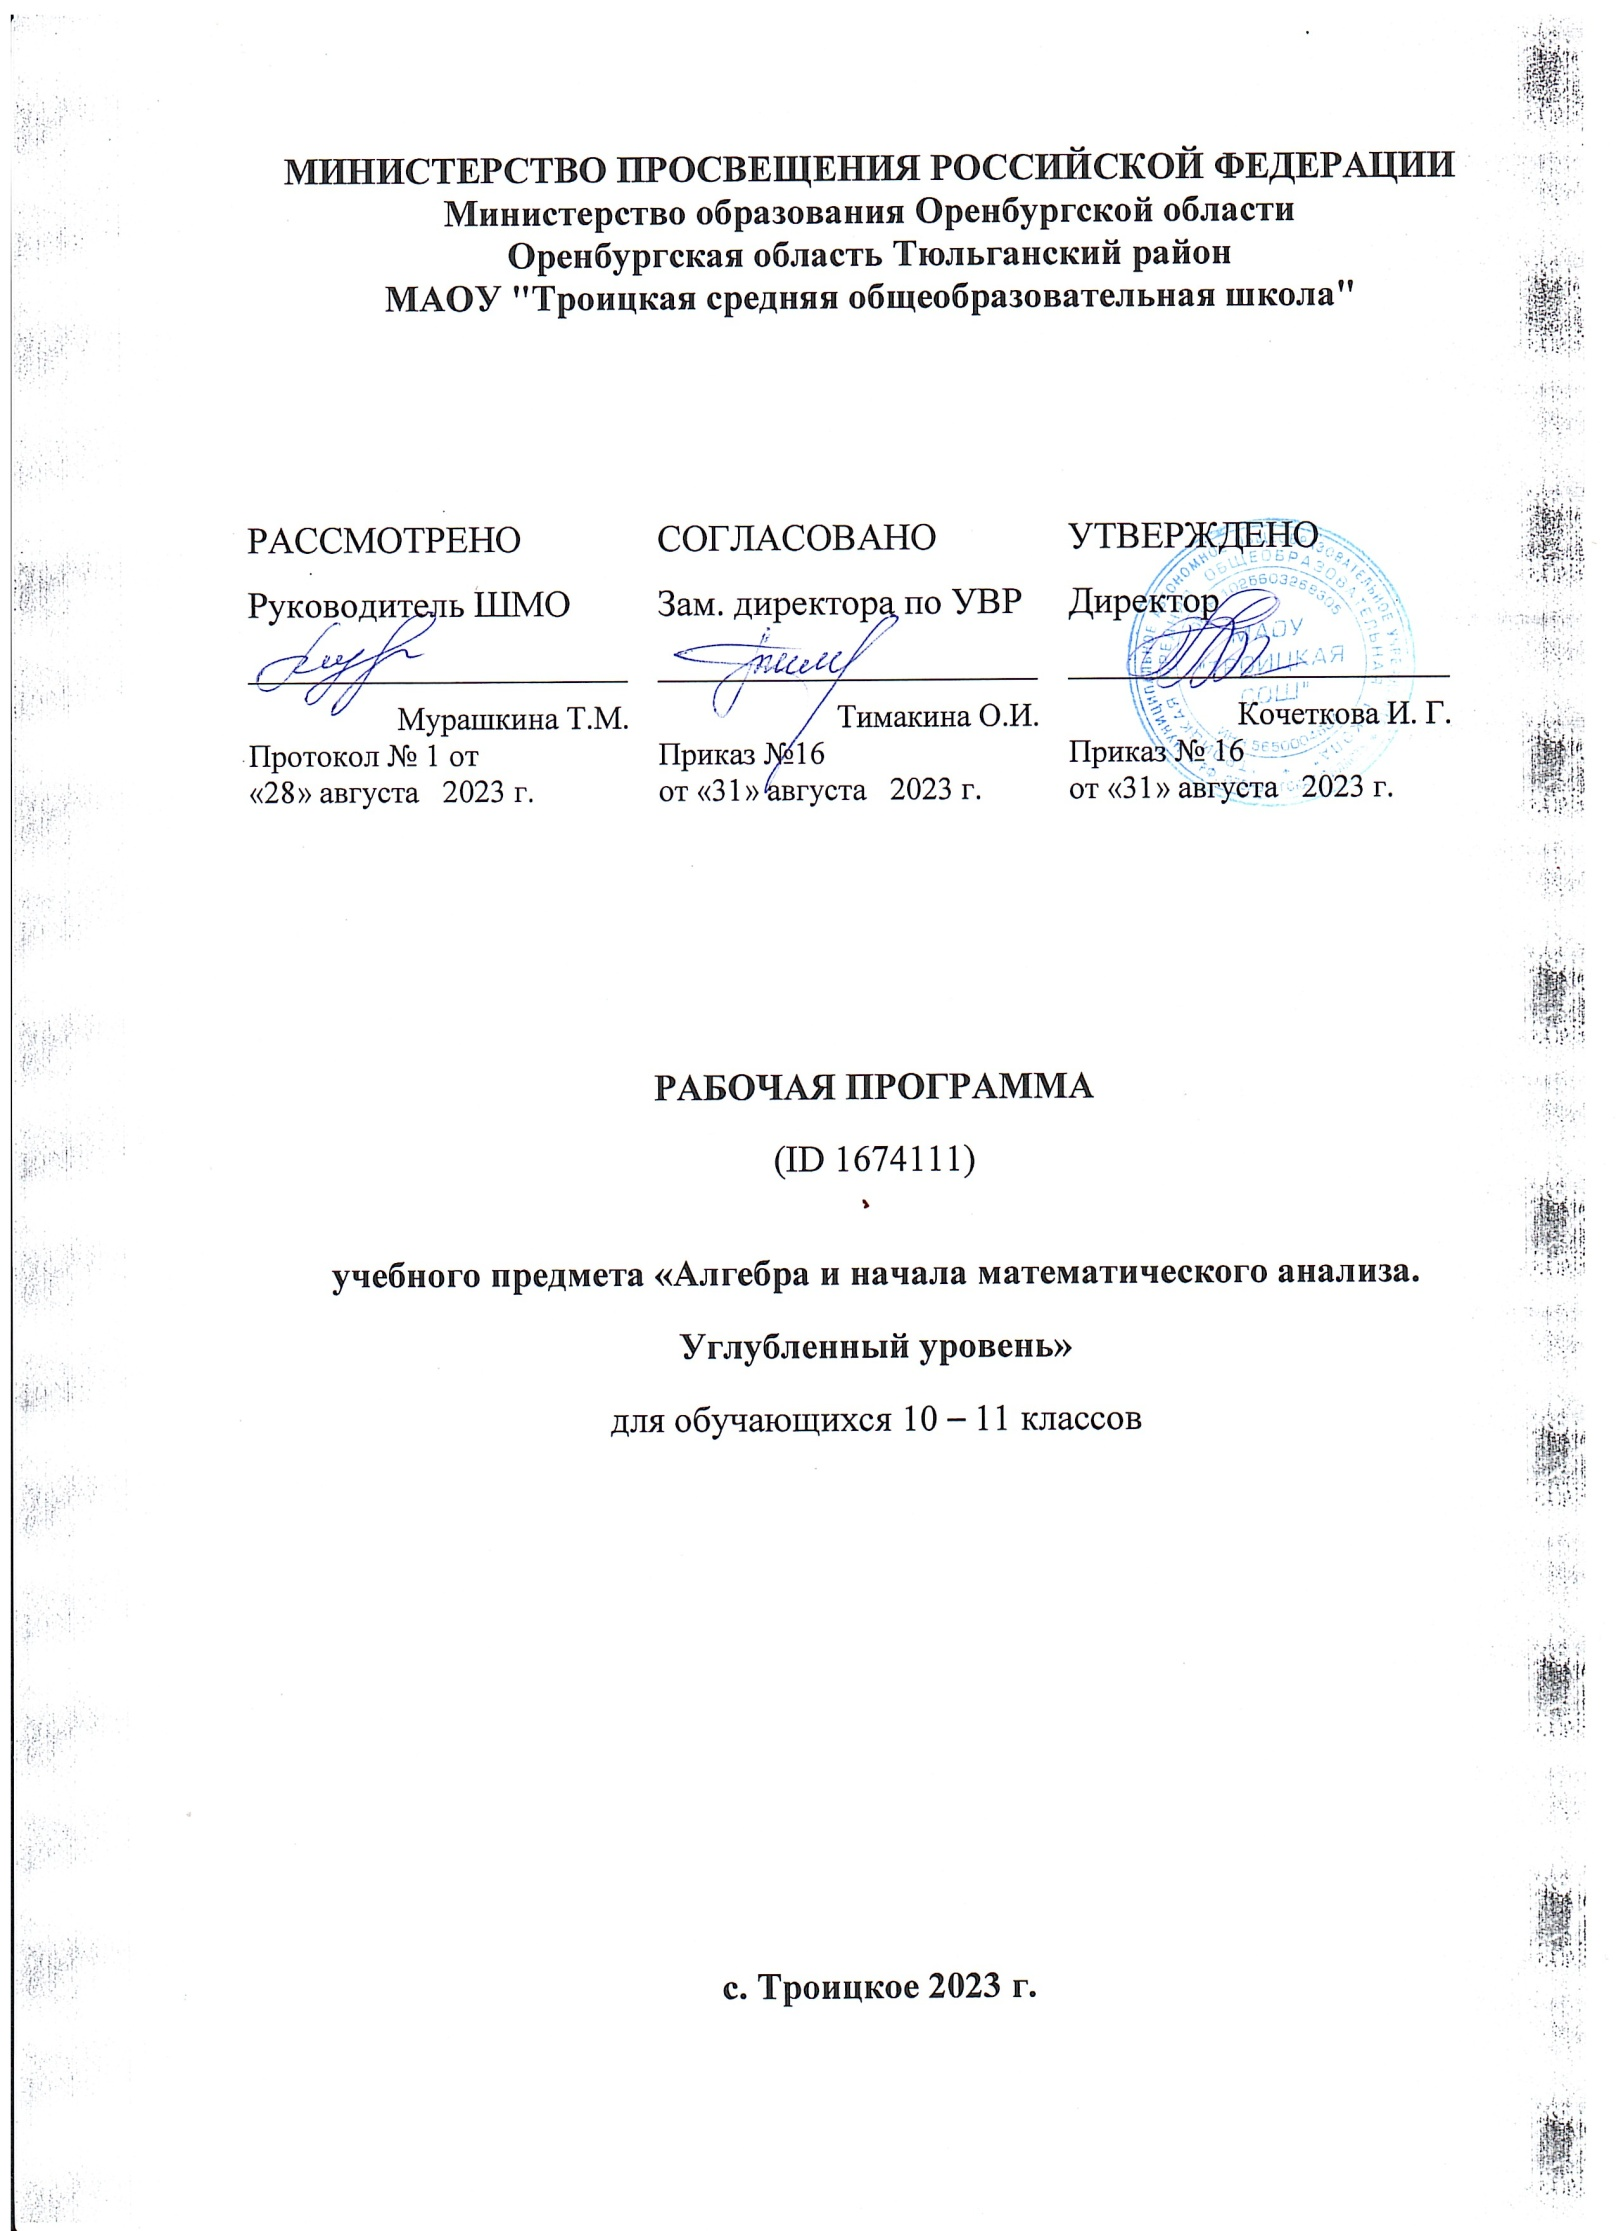 МИНИСТЕРСТВО ПРОСВЕЩЕНИЯ РОССИЙСКОЙ ФЕДЕРАЦИИ
Министерство образования Оренбургской области
Оренбургская область Тюльганский район
МАОУ "Троицкая средняя общеобразовательная школа"
РАССМОТРЕНО
Руководитель ШМО
Мурашкина Т.М.
Протокол № 1 от
«28» августа 2023 г.
СОГЛАСОВАНО
Зам. директора по УВР
Тимакина О.И.
Приказ №16
от «31» августа 2023 г.
УТВЕРЖДЕНО
Директор
Кочеткова И. Г.
Приказ № 16
от «31» августа 2023 г.
МАОУ
ТРОИЦКАЯ
СОШ"
РАБОЧАЯ ПРОГРАММА
(ID 1674111)
учебного предмета «Алгебра и начала математического анализа.
Углубленный уровень»
для обучающихся 10 – 11 классов
с. Троицкое 2023 г.